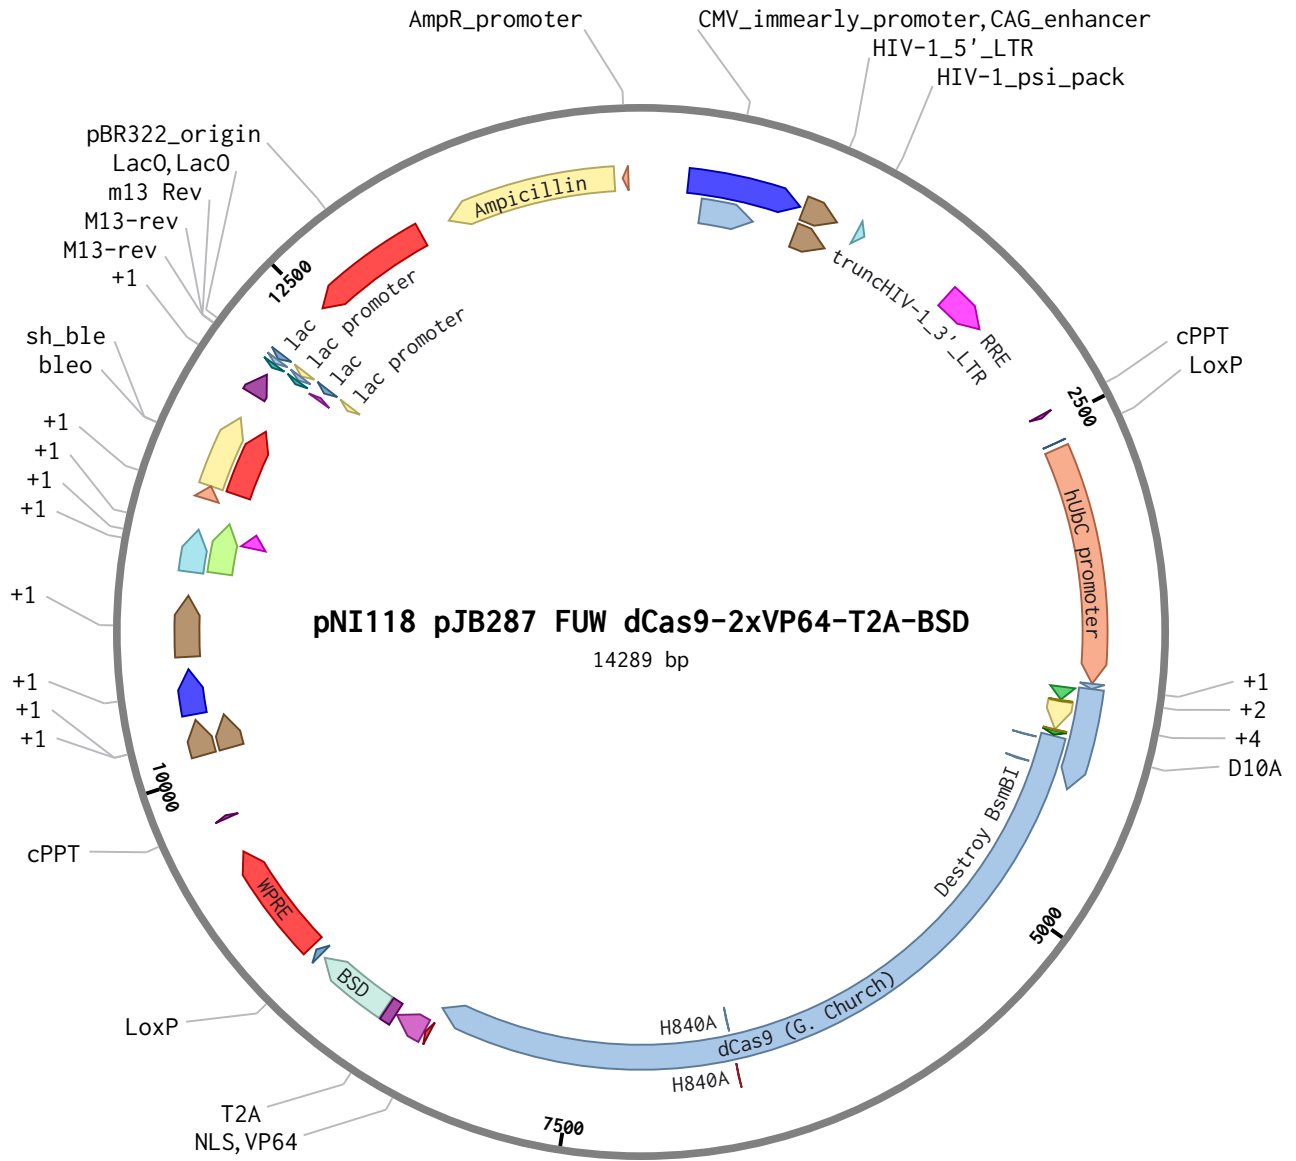 AmpR_promoter
CMV_immearly_promoter,CAG_enhancer
HIV-1_5'_LTR
HIV-1_psi_pack
pBR322_origin
LacO,LacO
m13 Rev
M13-rev
M13-rev
+1
sh_ble
bleo
+1
+1
+1
+1
+1
+1
+1
+1
cPPT
LoxP
T2A
NLS,VP64
cPPT
LoxP
+1
+2
+4
D10A
12500
2500
5000
7500
10000
Ampicillin
lac
lac promoter
lac
lac promoter
truncHIV-1_3'_LTR
RRE
hUbC promoter
pNI118 pJB287 FUW dCas9-2xVP64-T2A-BSD
14289 bp
Destroy BsmBI
H840A
dCas9 (G. Church)
H840A
BSD
WPRE